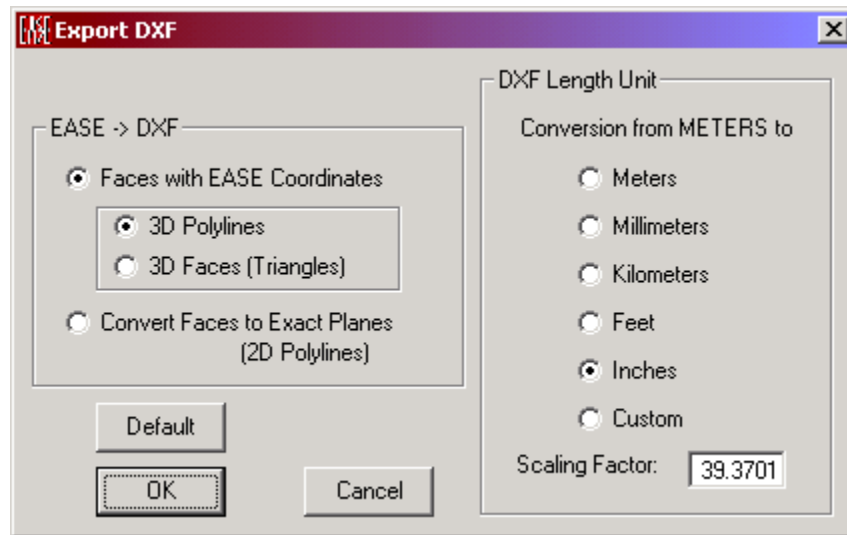 Export DXF
EASE -> DXF
Faces with EASE Coordinates
3D Polylines
3D Faces (Triangles)
Convert Faces to Exact Planes
(2D Polylines)
Default
OK
Cancel
DXF Length Unit
Conversion from METERS to
Meters
Millimeters
Kilometers
Feet
Inches
Custom
Scaling Factor: 39.3701